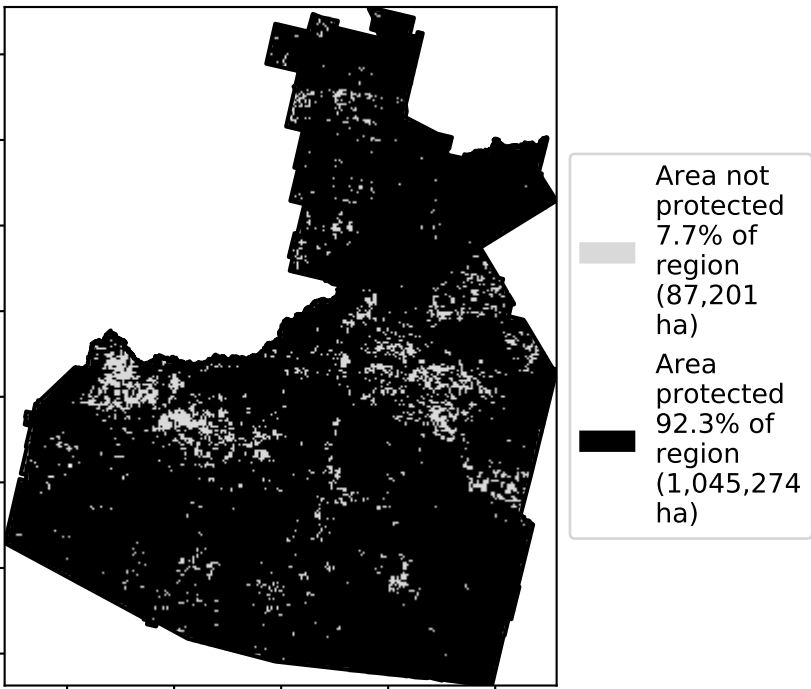 Area not
protected
7.7% of
region
(87,201
ha)
Area
protected
92.3% of
region
(1,045,274
ha)